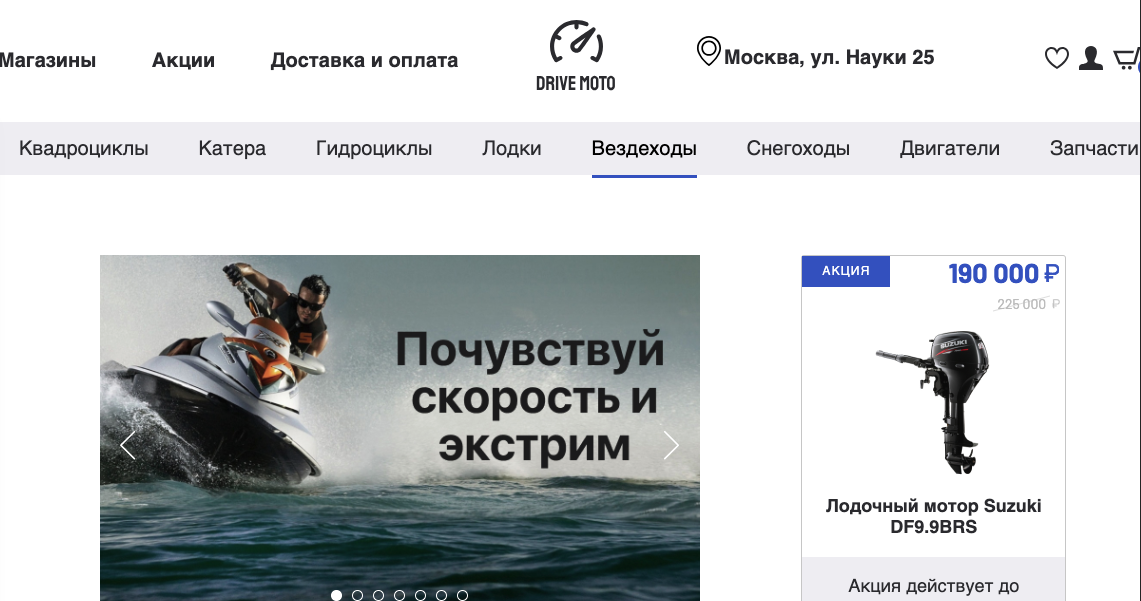 Магазины Акции Доставка и оплата DRIVE MOTO Москва, ул. Науки 25
Квадроциклы Катера Гидроциклы Лодки Вездеходы Снегоходы Двигатели Запчасти
Почувствуй
скорость и
экстрим
АКЦИЯ 190 000 ₽
225 000 ₽
SUZUKI
Лодочный мотор Suzuki
DF9.9BRS
Акция действует до